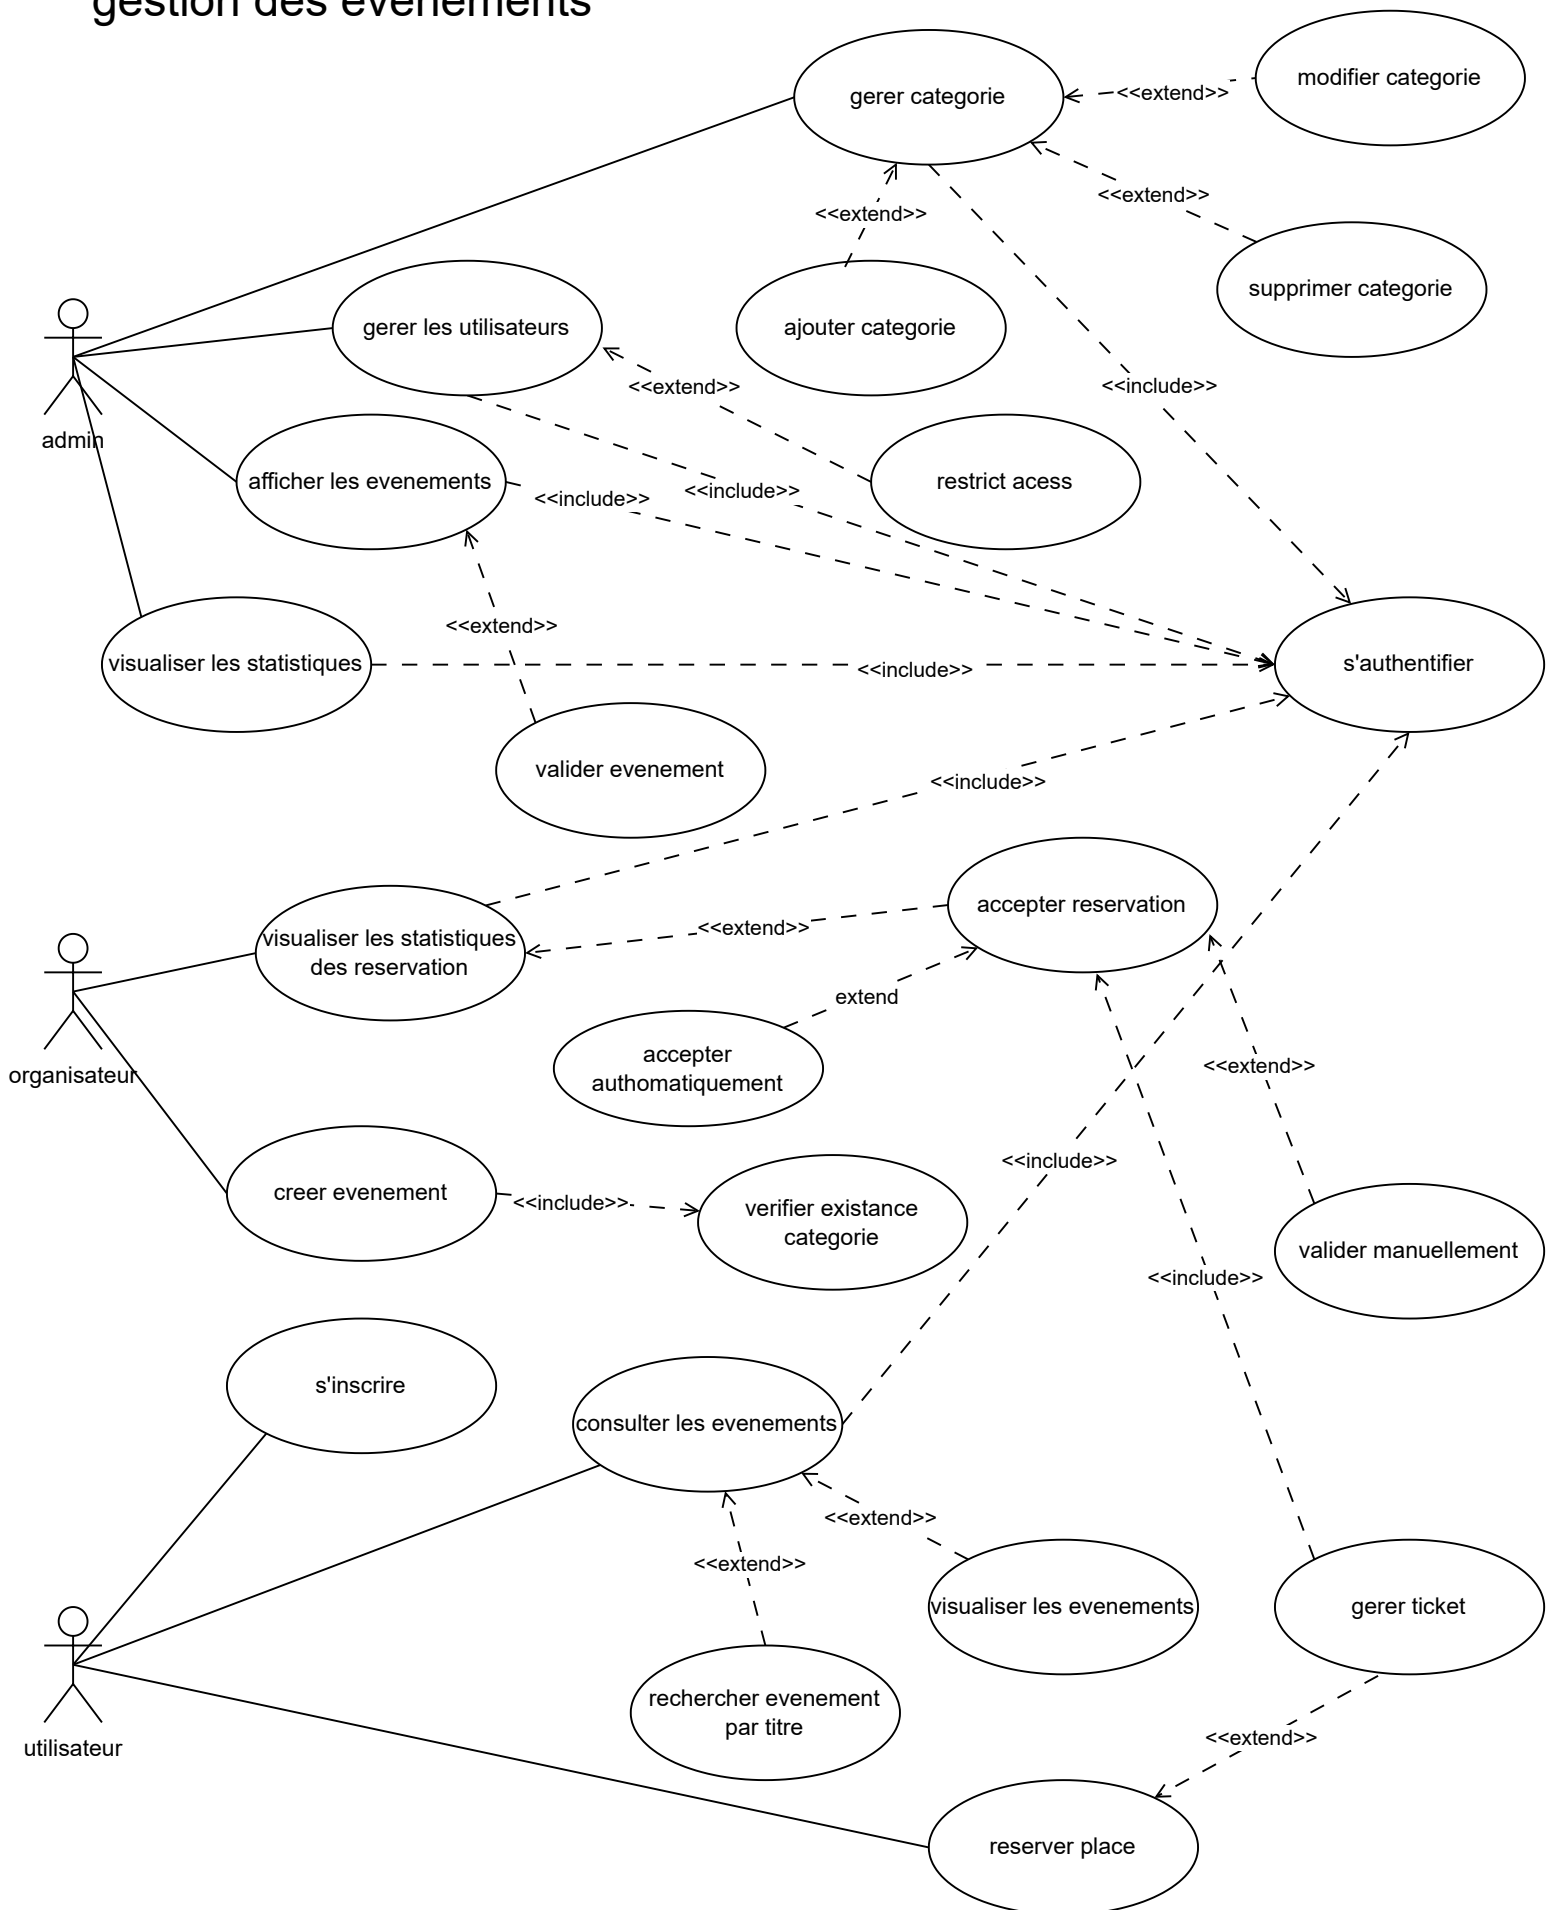 gestion des evenements
gerer categorie
<<extend>>
modifier categorie
<<extend>>
<<extend>>
supprimer categorie
gerer les utilisateurs
ajouter categorie
<<extend>>
<<include>>
admin
afficher les evenements
<<include>>
<<include>>
restrict acess
<<extend>>
visualiser les statistiques
<<include>>
s'authentifier
valider evenement
<<include>>
accepter reservation
visualiser les statistiques
des reservation
<<extend>>
extend
accepter
authomatiquement
organisateur
<<extend>>
<<include>>
creer evenement
<<include>>
verifier existance
categorie
valider manuellement
<<include>>
s'inscrire
consulter les evenements
<<extend>>
<<extend>>
visualiser les evenements
gerer ticket
rechercher evenement
par titre
utilisateur
<<extend>>
reserver place